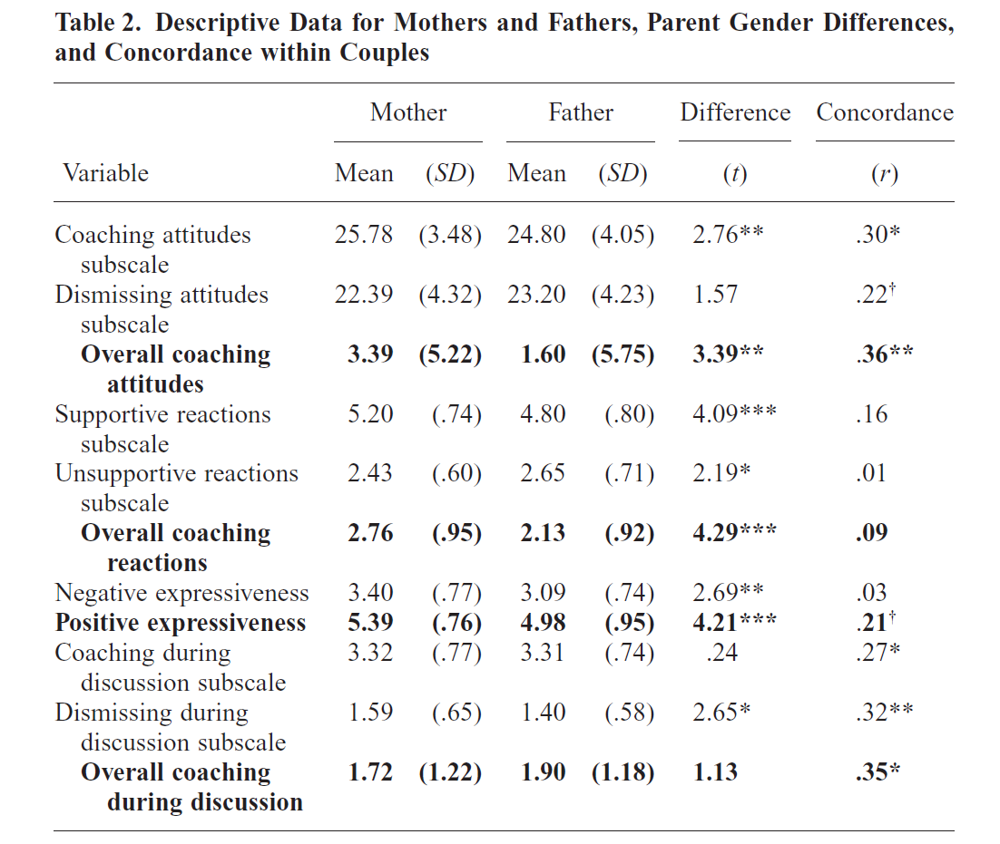 Table 2. Descriptive Data for Mothers and Fathers, Parent Gender Differences,
and Concordance within Couples
Mother Father Difference Concordance
Variable Mean (SD) Mean (SD) (t) (r)
Coaching attitudes 25.78 (3.48) 24.80 (4.05) 2.76** .30*
subscale
Dismissing attitudes 22.39 (4.32) 23.20 (4.23) 1.57 .22†
subscale
Overall coaching 3.39 (5.22) 1.60 (5.75) 3.39** .36**
attitudes
Supportive reactions 5.20 (.74) 4.80 (.80) 4.09*** .16
subscale
Unsupportive reactions 2.43 (.60) 2.65 (.71) 2.19* .01
subscale
Overall coaching 2.76 (.95) 2.13 (.92) 4.29*** .09
reactions
Negative expressiveness 3.40 (.77) 3.09 (.74) 2.69** .03
Positive expressiveness 5.39 (.76) 4.98 (.95) 4.21*** .21†
Coaching during 3.32 (.77) 3.31 (.74) .24 .27*
discussion subscale
Dismissing during 1.59 (.65) 1.40 (.58) 2.65* .32**
discussion subscale
Overall coaching 1.72 (1.22) 1.90 (1.18) 1.13 .35*
during discussion